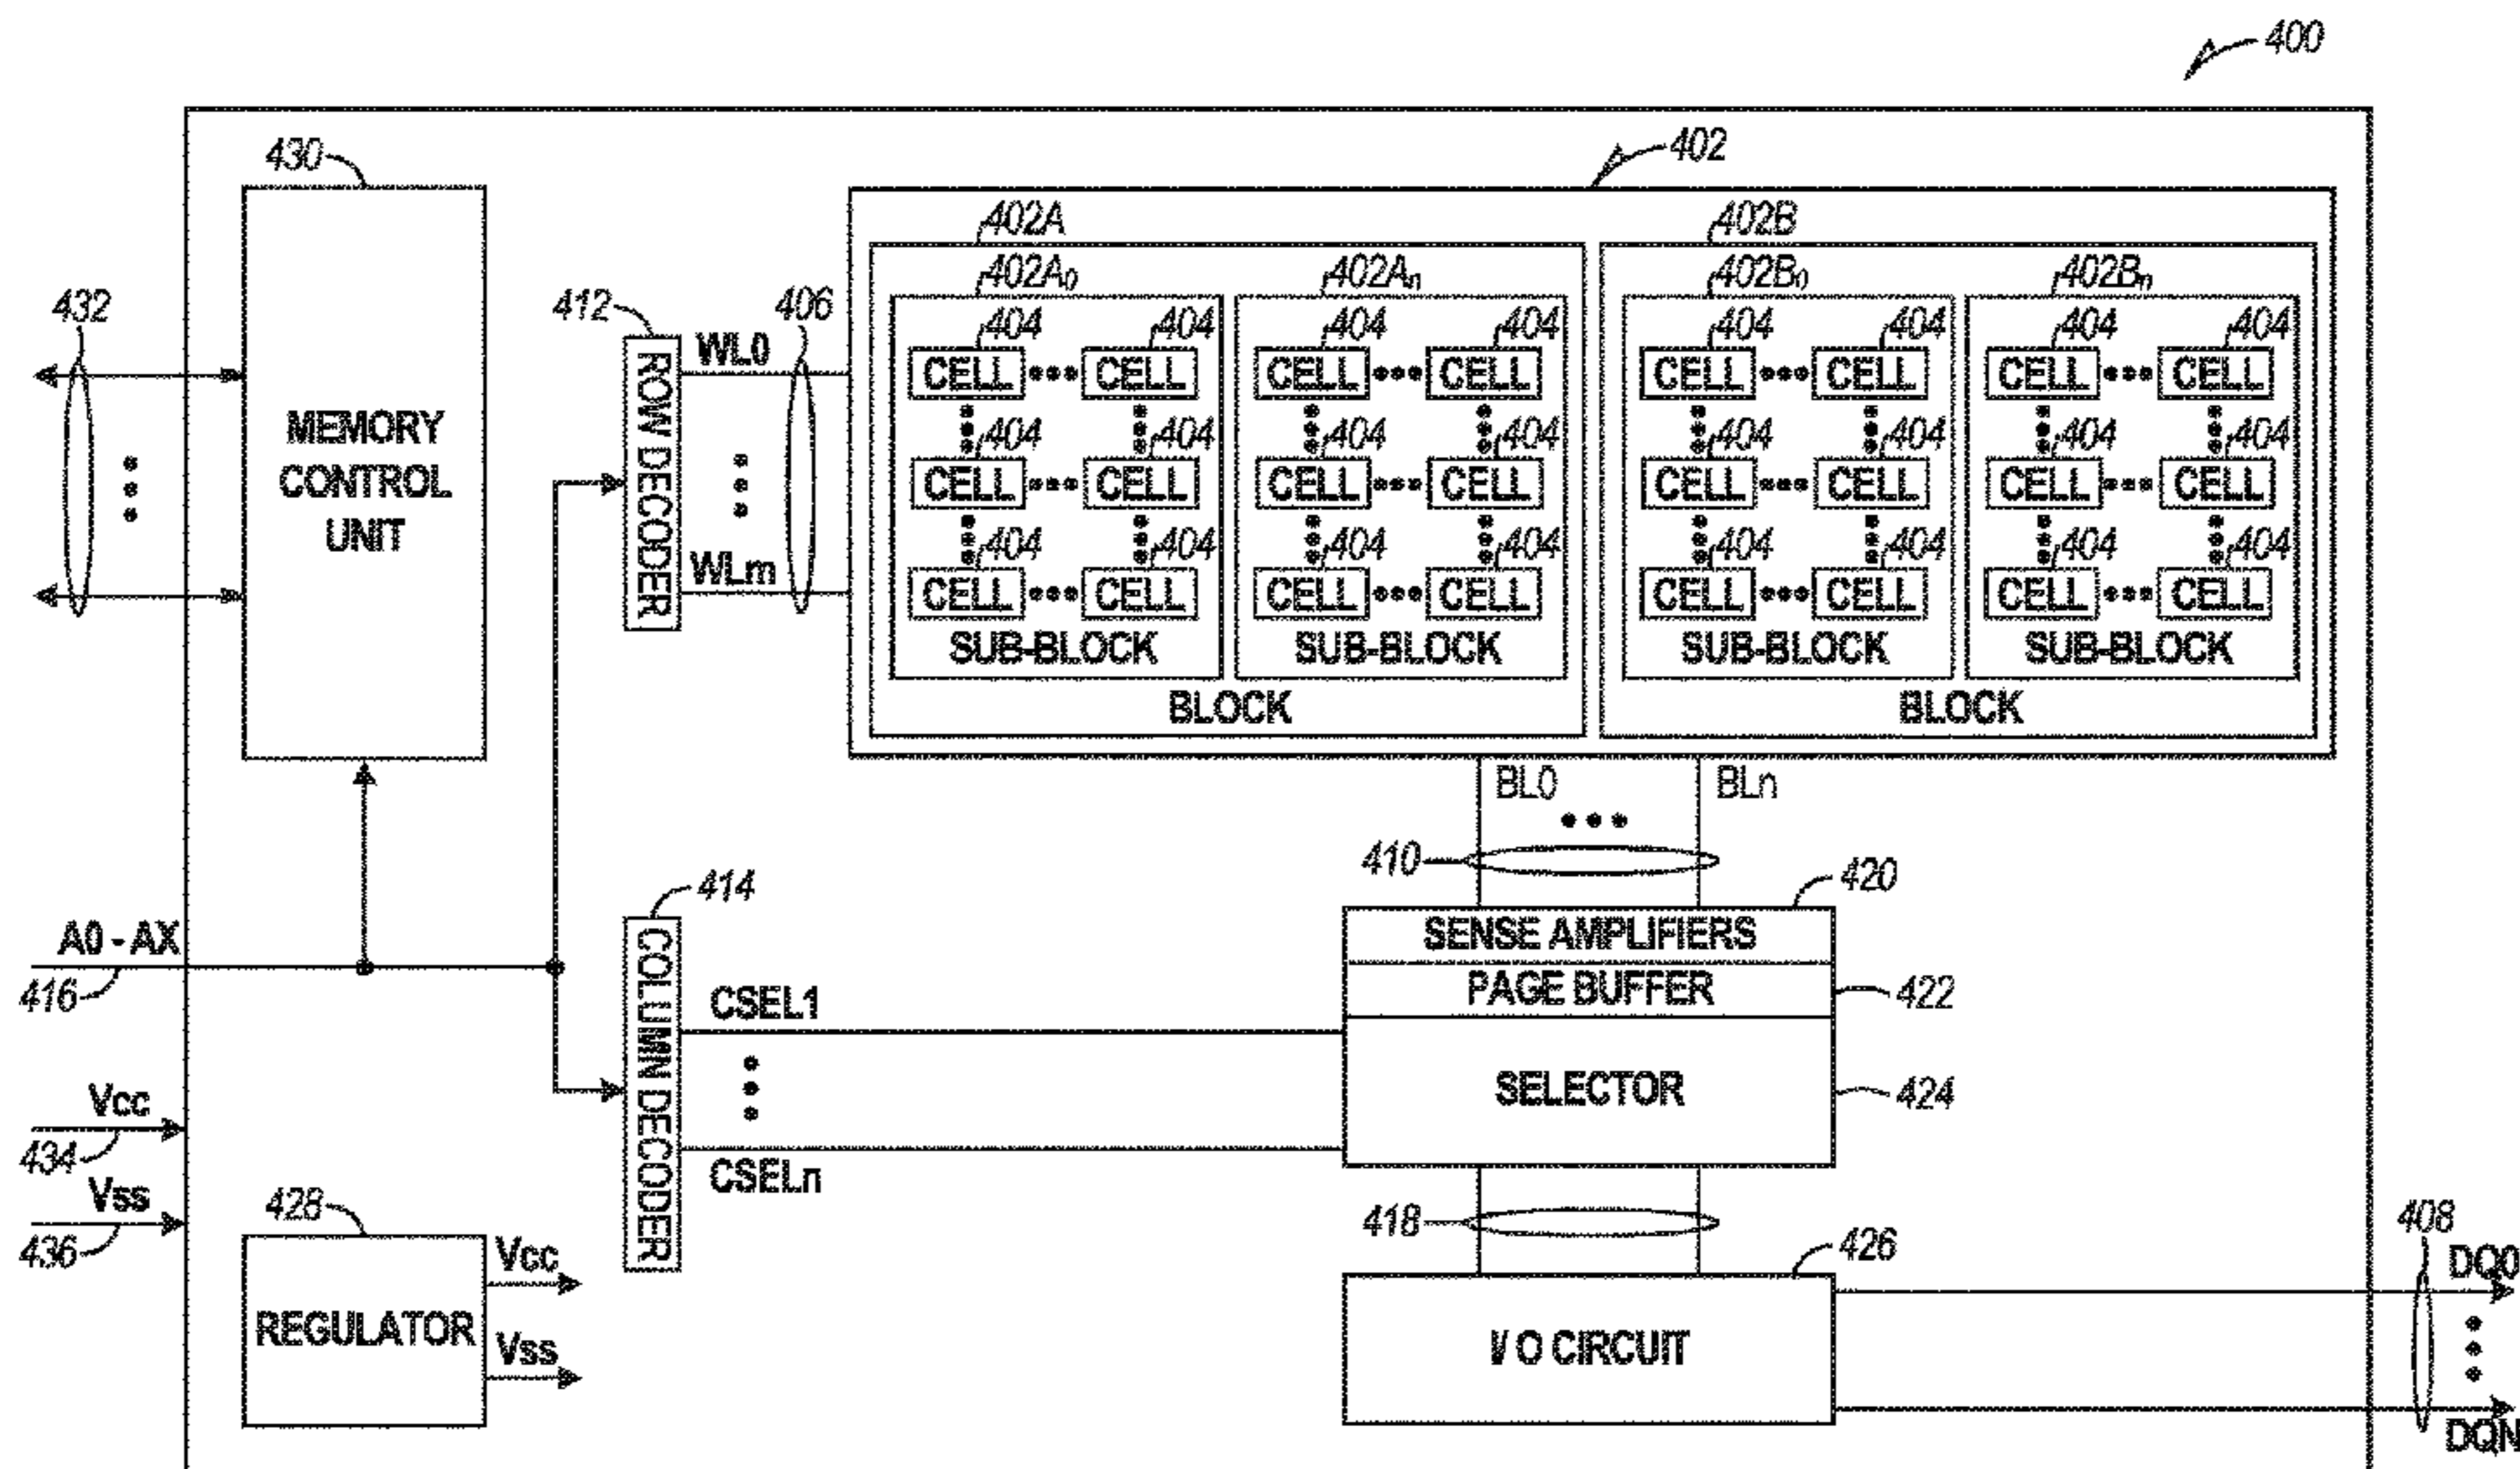 400
430
402
402A
402B
402A0
402An
402B0
402Bn
432
412
406
WL0
404 404 404 404 404 404 404 404
CELL CELL CELL CELL CELL CELL CELL CELL
MEMORY
CONTROL
UNIT
ROW DECODER
404 404 404 404 404 404 404 404
CELL CELL CELL CELL CELL CELL CELL CELL
WLm
404 404 404 404 404 404 404 404
CELL CELL CELL CELL CELL CELL CELL CELL
SUB-BLOCK SUB-BLOCK SUB-BLOCK SUB-BLOCK
BLOCK BLOCK
BL0 BLn
410
414
420
A0 - AX
416
SENSE AMPLIFIERS
PAGE BUFFER
422
COLUMN DECODER
CSEL1
SELECTOR
424
Vcc
434
CSELn
Vss
436
428
418
408
426
Vcc
DQ0
REGULATOR
Vss
I/O CIRCUIT
DQN